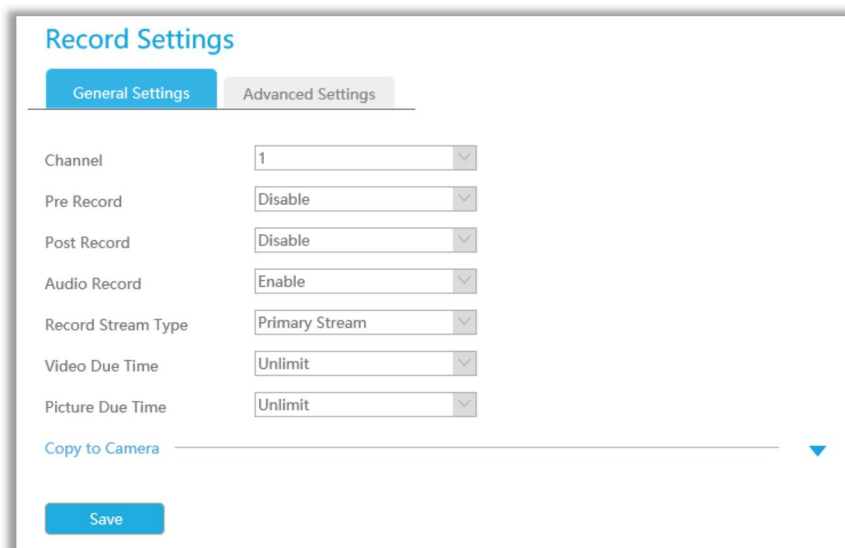 Record Settings
General Settings Advanced Settings
Channel 1
Pre Record Disable
Post Record Disable
Audio Record Enable
Record Stream Type Primary Stream
Video Due Time Unlimit
Picture Due Time Unlimit
Copy to Camera
Save